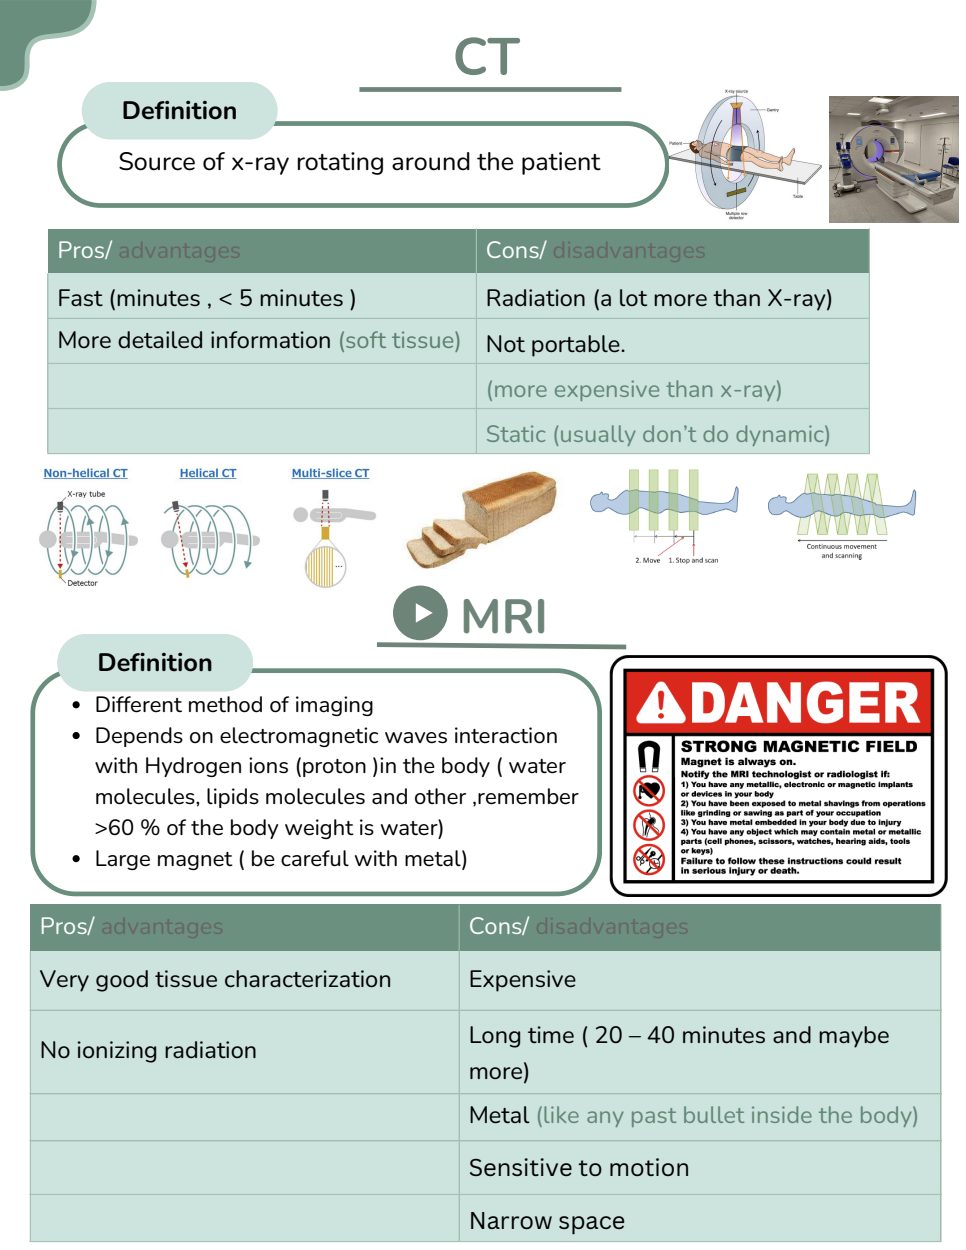 CT
Definition
Source of x-ray rotating around the patient
X-ray source
Gantry
Patient
Table
Multiple row
detector
Pros/ advantages
Cons/ disadvantages
Fast (minutes , < 5 minutes )
Radiation (a lot more than X-ray)
More detailed information (soft tissue)
Not portable.
(more expensive than x-ray)
Static (usually don’t do dynamic)
Non-helical CT
Helical CT
Multi-slice CT
X-ray tube
Detector
...
2. Move
1. Stop and scan
Continuous movement
and scanning
MRI
Definition
• Different method of imaging
• Depends on electromagnetic waves interaction
with Hydrogen ions (proton )in the body ( water
molecules, lipids molecules and other ,remember
>60 % of the body weight is water)
• Large magnet ( be careful with metal)
DANGER
STRONG MAGNETIC FIELD
Magnet is always on.
Notify the MRI technologist or radiologist if:
1) You have any metallic, electronic or magnetic implants
or devices in your body
2) You have been exposed to metal shavings from operations
like grinding or sawing as part of your occupation
3) You have metal embedded in your body due to injury
4) You have any object which may contain metal or metallic
parts (cell phones, scissors, watches, hearing aids, tools
or keys)
Failure to follow these instructions could result
in serious injury or death.
Pros/ advantages
Cons/ disadvantages
Very good tissue characterization
Expensive
No ionizing radiation
Long time ( 20 – 40 minutes and maybe
more)
Metal (like any past bullet inside the body)
Sensitive to motion
Narrow space